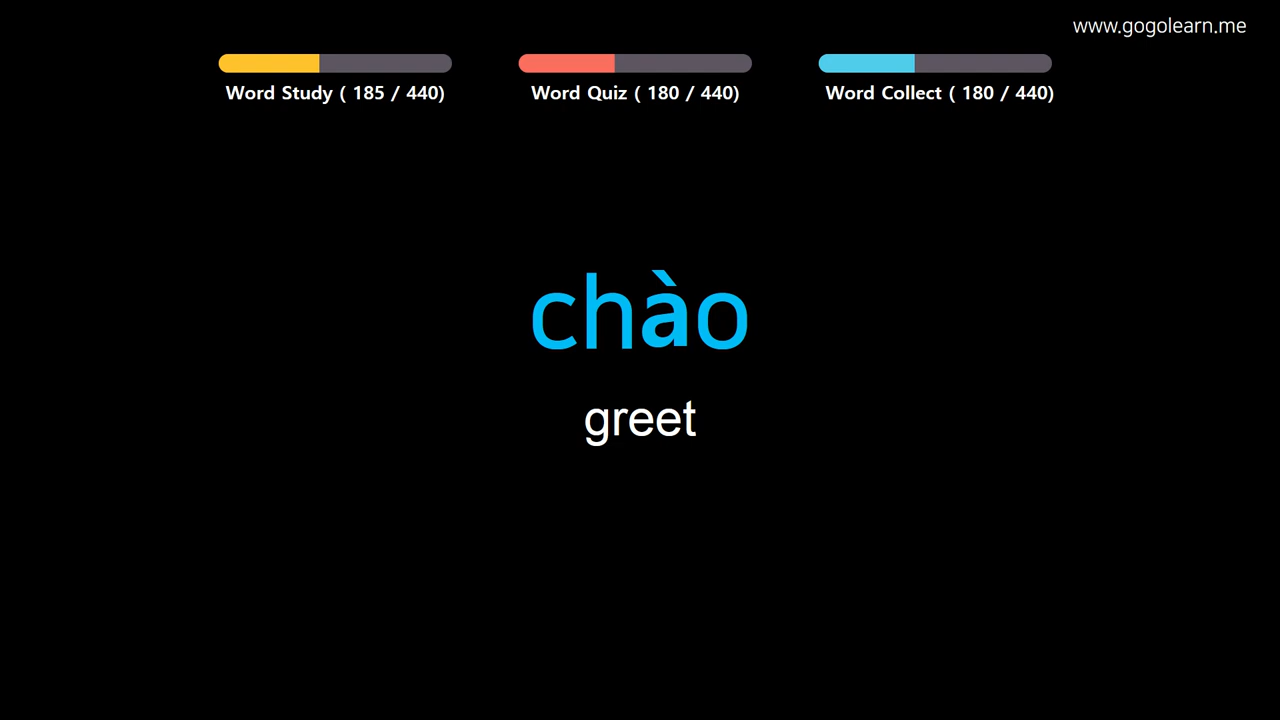 www.gogolearn.me
Word Study ( 185 / 440)
Word Quiz ( 180 / 440)
Word Collect ( 180 / 440)
chào
greet